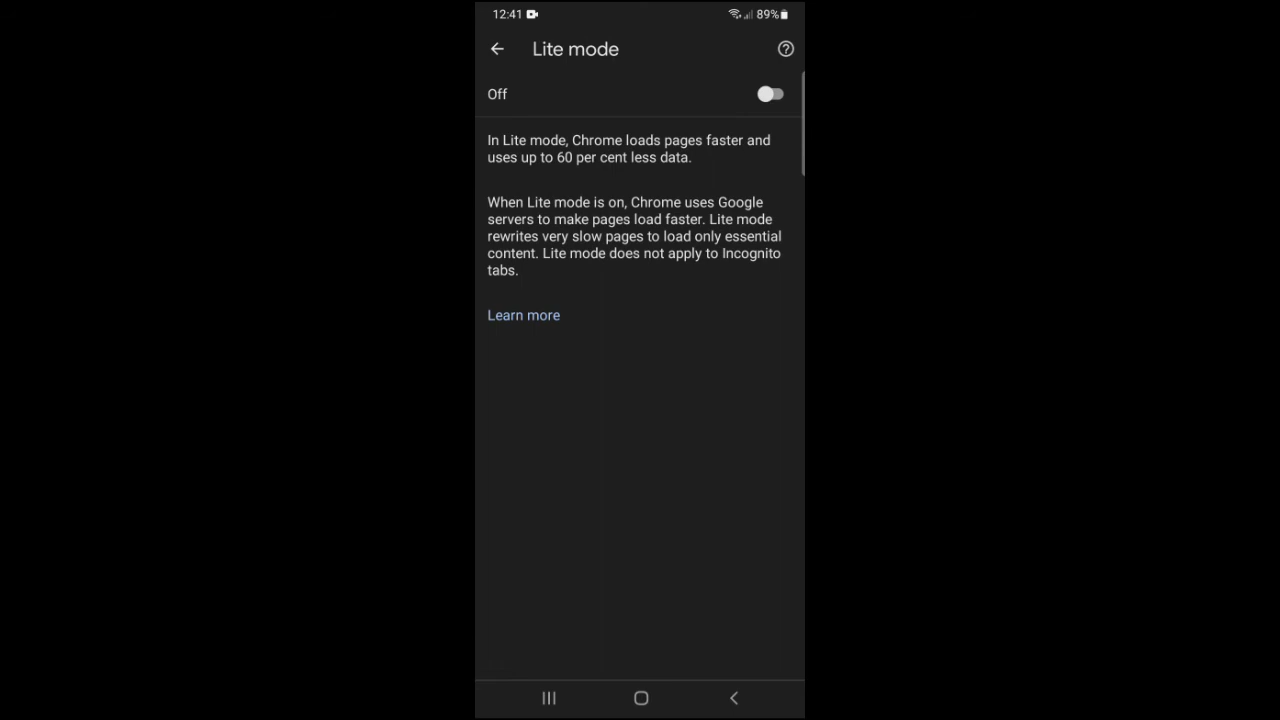 12:41 89%
Lite mode
Off
In Lite mode, Chrome loads pages faster and
uses up to 60 per cent less data.
When Lite mode is on, Chrome uses Google
servers to make pages load faster. Lite mode
rewrites very slow pages to load only essential
content. Lite mode does not apply to Incognito
tabs.
Learn more